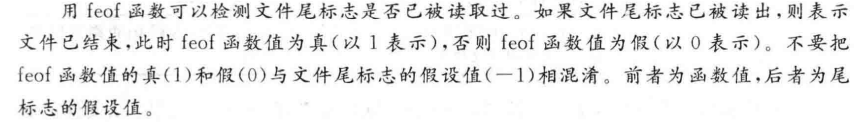 用 feof 函数可以检测文件尾标志是否已被读取过。如果文件尾标志已被读出,则表示
文件已结束,此时 feof 函数值为真(以 1 表示),否则 feof 函数值为假(以 0 表示)。不要把
feof 函数值的真(1)和假(0)与文件尾标志的假设值(－1)相混淆。前者为函数值,后者为尾
标志的假设值。